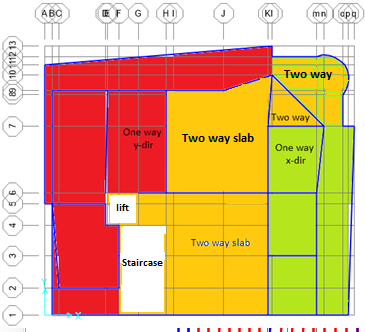 A B C D E F G H I J K l m n o p q
13
12
11
10
Two way
9
8
One way
y-dir
Two way slab
Two way
7
One way
x-dir
6
5
lift
4
Two way slab
3
Staircase
2
Y
X
1